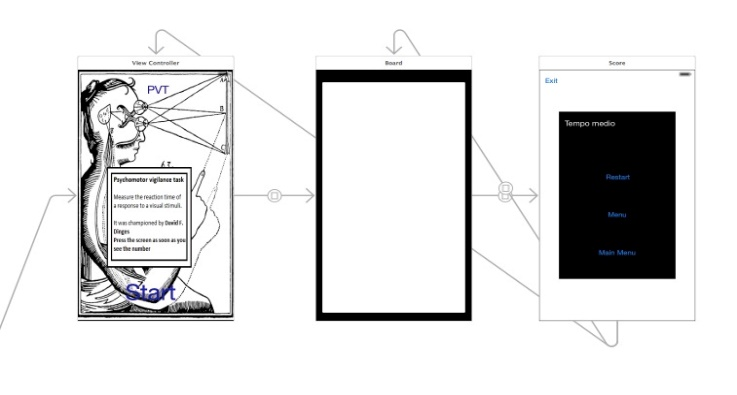 View Controller
PVT
Psychomotor vigilance task
Measure the reaction time of
a response to a visual stimuli.
It was championed by David F.
Dinges
Press the screen as soon as you
see the number
Start
Board
Score
Exit
Tempo medio
Restart
Menu
Main Menu